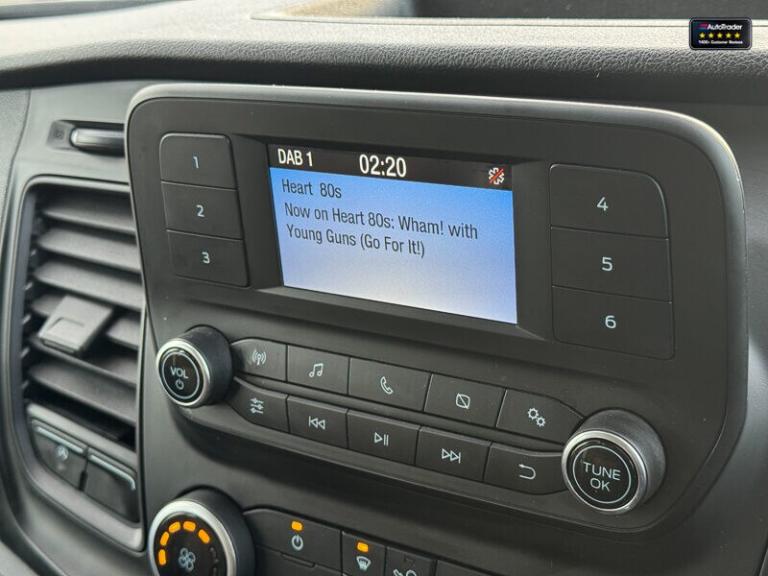 AutoTrader
DAB 1 02:20
Heart 80s
Now on Heart 80s: Wham! with
Young Guns (Go For It!)
1
2
3
4
5
6
VOL
TUNE
OK